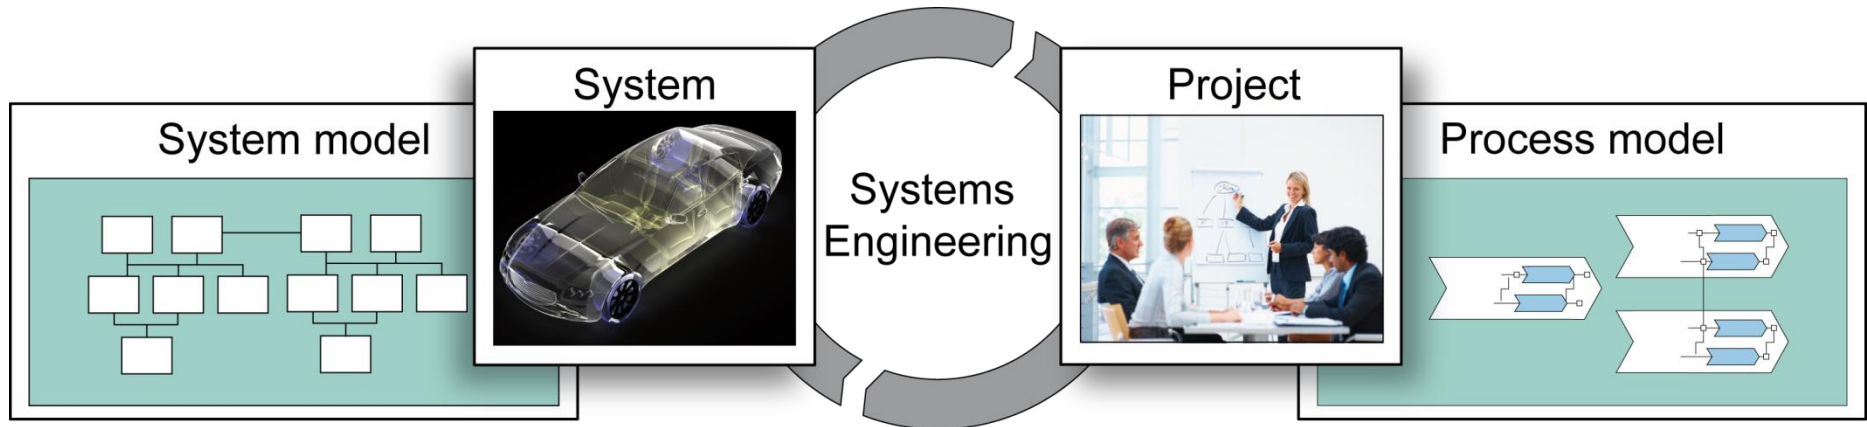 System
Project
System model
Process model
Systems
Engineering